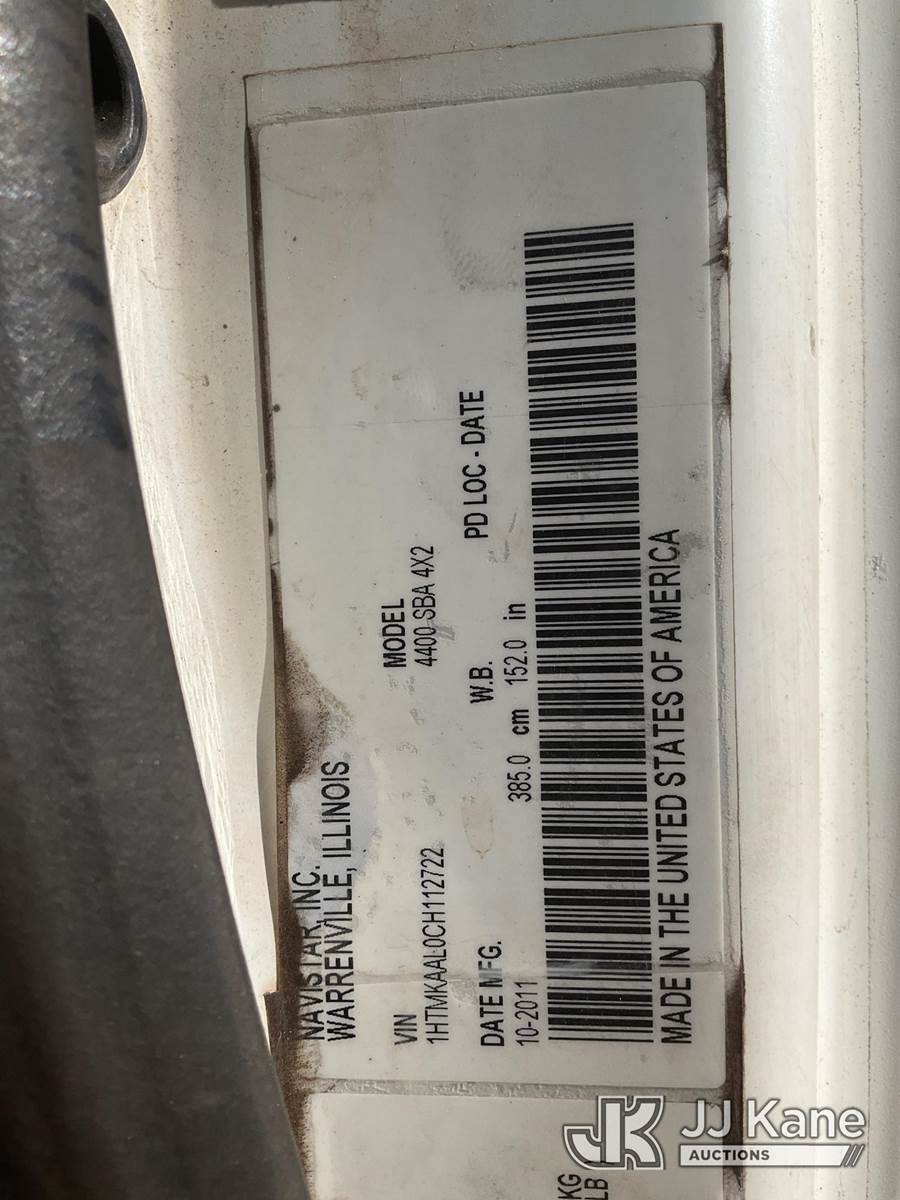 NAVISTAR, INC.
WARRENVILLE, ILLINOIS
VIN
1HTMKAAL0CH112722
MODEL
4400 SBA 4X2
DATE MFG.
10-2011
W.B.
385.0 cm 152.0 in
PD LOC - DATE
MADE IN THE UNITED STATES OF AMERICA
KG
LB
JK JJ Kane
AUCTIONS